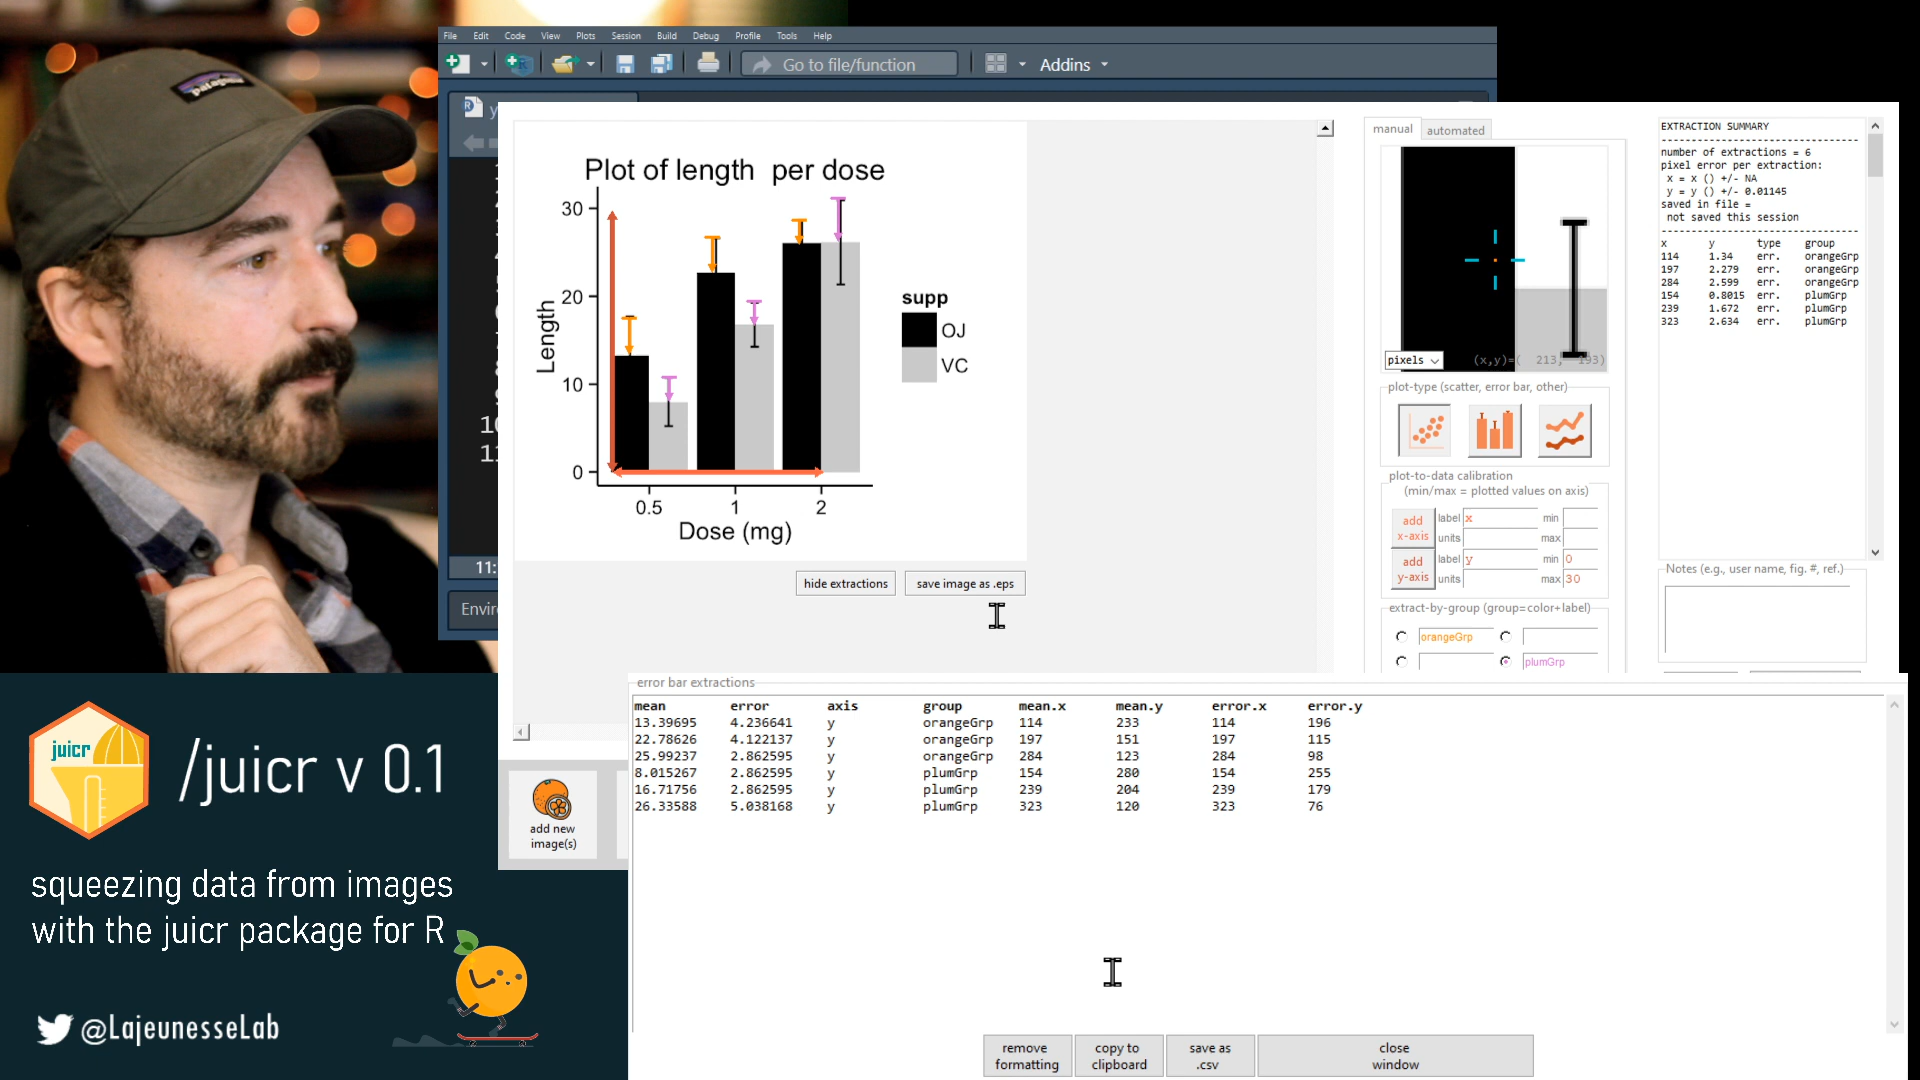 patagonia
File Edit Code View Plots Session Build Debug Profile Tools Help
Go to file/function
Addins
11:
Plot of length per dose
Length
30
20
10
0
0.5 1 2
Dose (mg)
supp
OJ
VC
hide extractions
save image as .eps
manual
automated
pixels
(x,y)=( 213, 193)
plot-type (scatter, error bar, other)
plot-to-data calibration
(min/max = plotted values on axis)
add x-axis
label x min
units max
add y-axis
label y min 0
units max 30
extract-by-group (group=color+label)
orangeGrp
plumGrp
EXTRACTION SUMMARY
number of extractions = 6
pixel error per extraction:
x = x () +/- NA
y = y () +/- 0.01145
saved in file =
not saved this session
x y type group
114 1.34 err. orangeGrp
197 2.279 err. orangeGrp
284 2.599 err. orangeGrp
154 0.8015 err. plumGrp
239 1.672 err. plumGrp
323 2.634 err. plumGrp
Notes (e.g., user name, fig. #, ref.)
add new
image(s)
error bar extractions
mean error axis group mean.x mean.y error.x error.y
13.39695 4.236641 y orangeGrp 114 233 114 196
22.78626 4.122137 y orangeGrp 197 151 197 115
25.99237 2.862595 y orangeGrp 284 123 284 98
8.015267 2.862595 y plumGrp 154 280 154 255
16.71756 2.862595 y plumGrp 239 204 239 179
26.33588 5.038168 y plumGrp 323 120 323 76
remove
formatting
copy to
clipboard
save as
.csv
close
window
juicr
/juicr v 0.1
squeezing data from images
with the juicr package for R
@LajeunesseLab